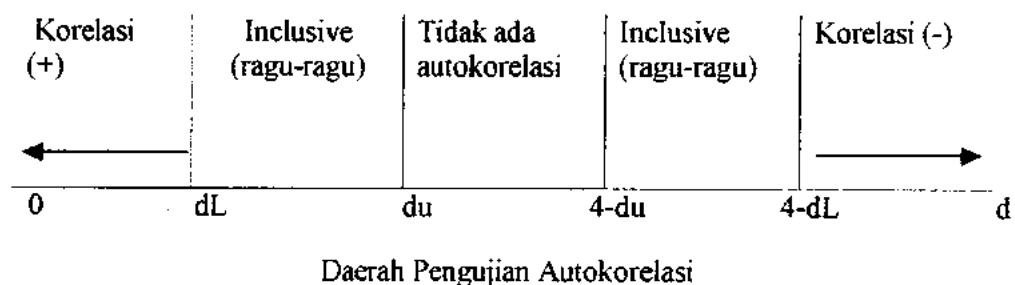 Korelasi
(+)
Inclusive
(ragu-ragu)
Tidak ada
autokorelasi
Inclusive
(ragu-ragu)
Korelasi (-)
0 dL du 4-du 4-dL d
Daerah Pengujian Autokorelasi